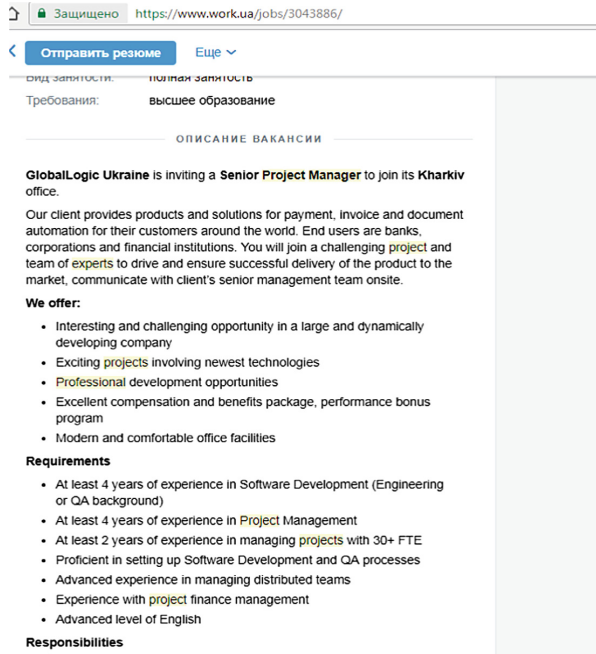 Защищено https://www.work.ua/jobs/3043886/
Отправить резюме Еще
Вид занятости: полная занятость
Требования: высшее образование
ОПИСАНИЕ ВАКАНСИИ
GlobalLogic Ukraine is inviting a Senior Project Manager to join its Kharkiv
office.
Our client provides products and solutions for payment, invoice and document
automation for their customers around the world. End users are banks,
corporations and financial institutions. You will join a challenging project and
team of experts to drive and ensure successful delivery of the product to the
market, communicate with client's senior management team onsite.
We offer:
• Interesting and challenging opportunity in a large and dynamically
developing company
• Exciting projects involving newest technologies
• Professional development opportunities
• Excellent compensation and benefits package, performance bonus
program
• Modern and comfortable office facilities
Requirements
• At least 4 years of experience in Software Development (Engineering
or QA background)
• At least 4 years of experience in Project Management
• At least 2 years of experience in managing projects with 30+ FTE
• Proficient in setting up Software Development and QA processes
• Advanced experience in managing distributed teams
• Experience with project finance management
• Advanced level of English
Responsibilities